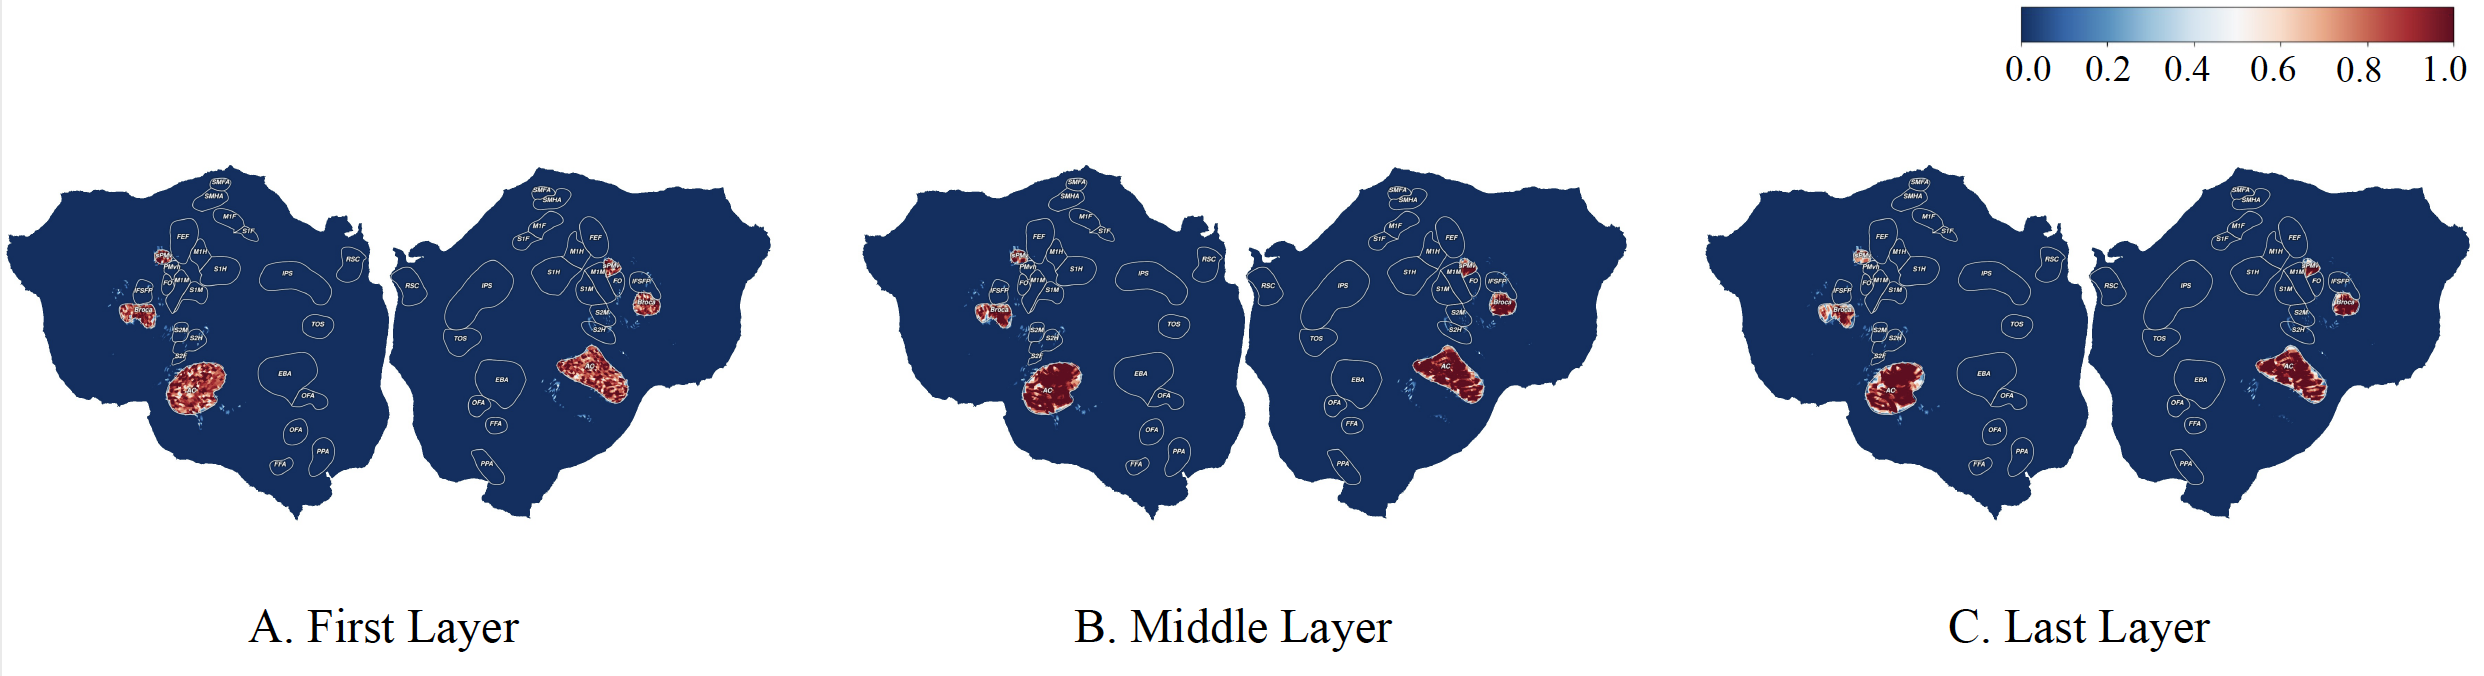 0.0 0.2 0.4 0.6 0.8 1.0
SMFA
SMHA
M1F
S1F
FEF
M1H
sPMv
PMvh
S1H
M1M
FO
S1M
IFSFP
Broca
IPS
RSC
S2M
S2H
S2F
TOS
AC
EBA
OFA
OFA
FFA
PPA
SMFA
SMHA
M1F
S1F
FEF
M1H
S1H
M1M
sPMv
FO
IFSFP
S1M
Broca
RSC
IPS
S2M
S2H
TOS
AC
EBA
OFA
FFA
PPA
SMFA
SMHA
M1F
S1F
FEF
M1H
sPMv
PMvh
S1H
M1M
FO
S1M
IFSFP
Broca
IPS
RSC
S2M
S2H
S2F
TOS
AC
EBA
OFA
OFA
FFA
PPA
SMFA
SMHA
M1F
S1F
FEF
M1H
S1H
M1M
sPMv
FO
IFSFP
S1M
Broca
RSC
IPS
S2M
S2H
TOS
AC
EBA
OFA
FFA
PPA
SMFA
SMHA
M1F
S1F
FEF
M1H
sPMv
PMvh
S1H
M1M
FO
S1M
IFSFP
Broca
IPS
RSC
S2M
S2H
S2F
TOS
AC
EBA
OFA
OFA
FFA
PPA
SMFA
SMHA
M1F
S1F
FEF
M1H
S1H
M1M
sPMv
FO
IFSFP
S1M
Broca
RSC
IPS
S2M
S2H
TOS
AC
EBA
OFA
FFA
PPA
A. First Layer
B. Middle Layer
C. Last Layer